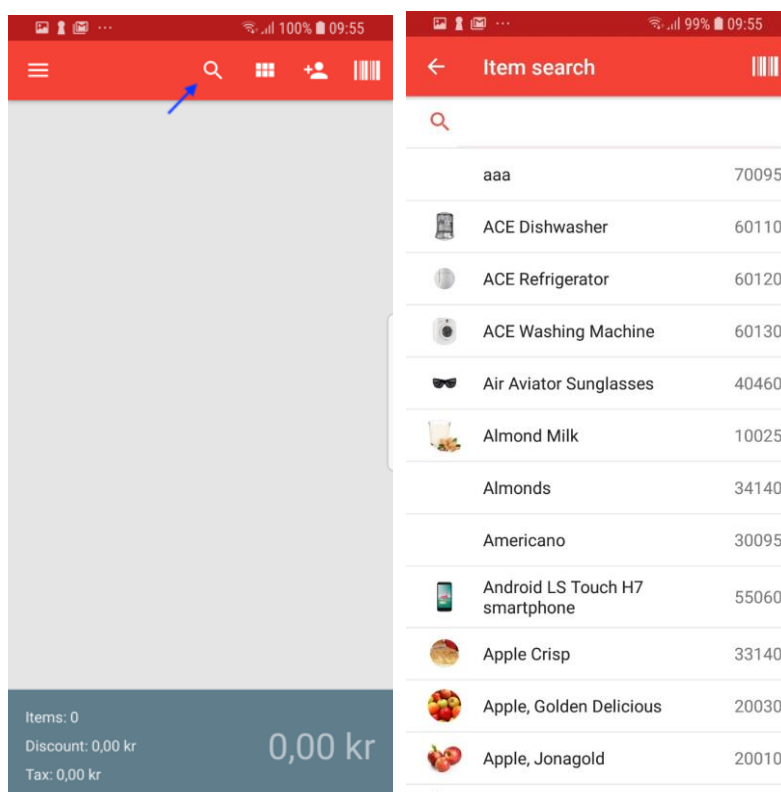 100% 09:55
Items: 0
Discount: 0,00 kr
Tax: 0,00 kr
0,00 kr
99% 09:55
Item search
aaa 70095
ACE Dishwasher 60110
ACE Refrigerator 60120
ACE Washing Machine 60130
Air Aviator Sunglasses 40460
Almond Milk 10025
Almonds 34140
Americano 30095
Android LS Touch H7
smartphone 55060
Apple Crisp 33140
Apple, Golden Delicious 20030
Apple, Jonagold 20010